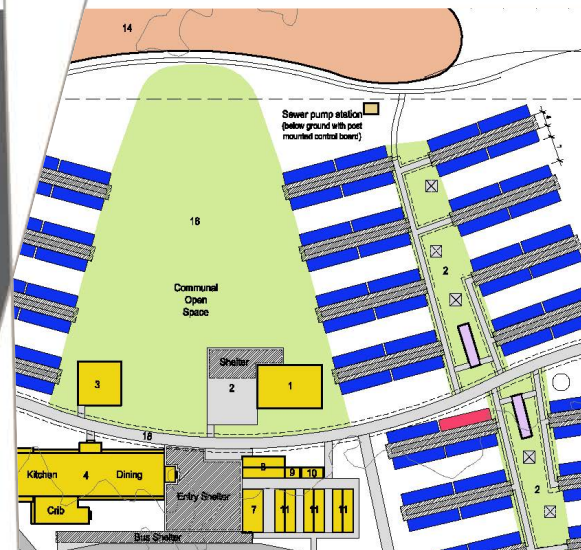 14
Sewer pump station
(below ground with post
mounted control board)
16
2
Communal
Open
Space
Shelter
3
2
1
18
Kitchen
4
Dining
8
9
10
Entry Shelter
7
11
11
11
Crib
Bus Shelter
2